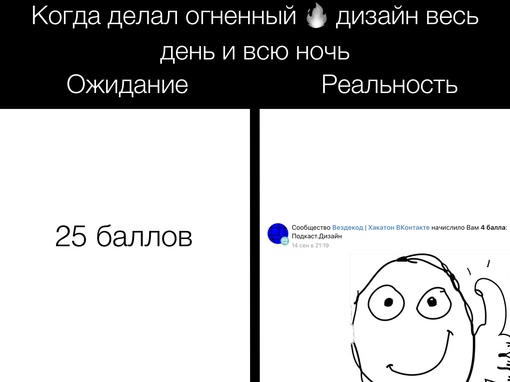 Когда делал огненный 🔥 дизайн весь
день и всю ночь
Ожидание
Реальность
25 баллов
Сообщество Вездекод | Хакатон ВКонтакте начислило Вам 4 балла:
Подкаст.Дизайн
14 сен в 21:19